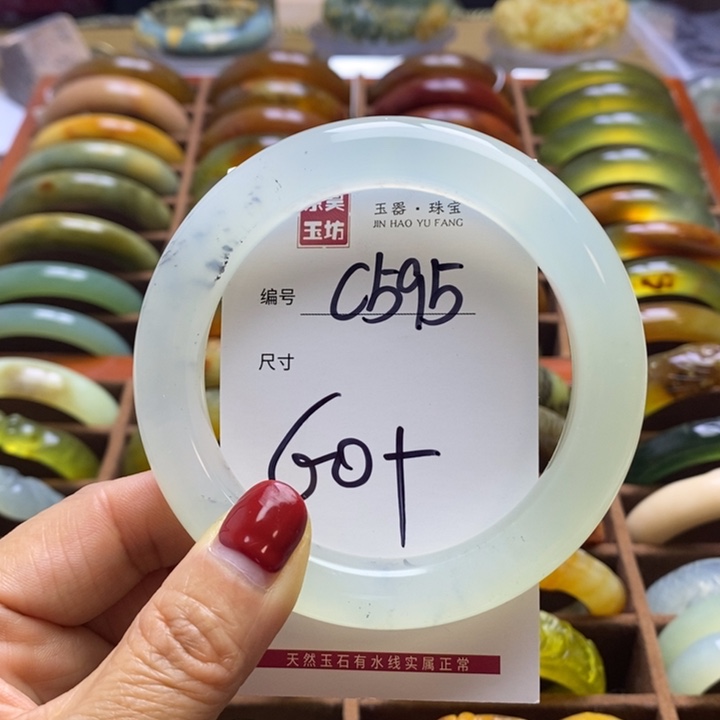 玉坊
玉器·珠宝
JIN HAO YU FANG
编号 C595
尺寸
60+
天然玉石有水线实属正常